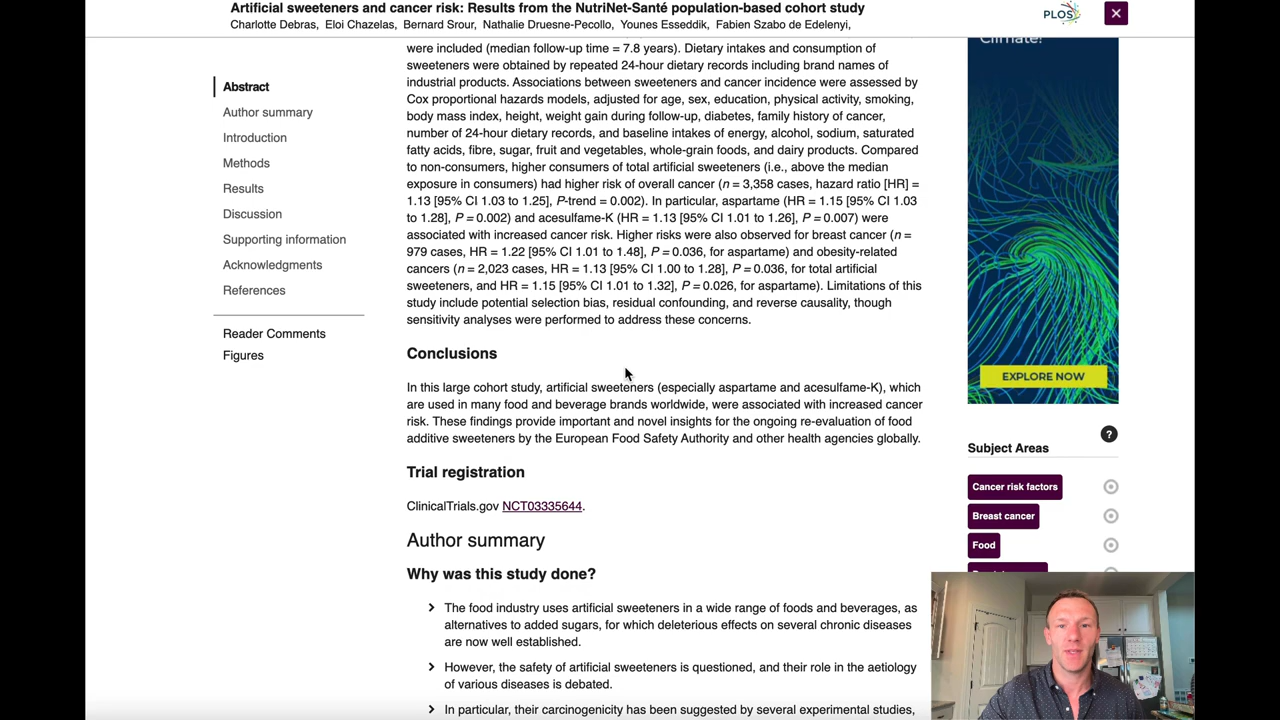 Artificial sweeteners and cancer risk: Results from the NutriNet-Santé population-based cohort study
Charlotte Debras, Eloi Chazelas, Bernard Srour, Nathalie Druesne-Pecollo, Younes Esseddik, Fabien Szabo de Edelenyi,
PLOS
Climate!
were included (median follow-up time = 7.8 years). Dietary intakes and consumption of
sweeteners were obtained by repeated 24-hour dietary records including brand names of
industrial products. Associations between sweeteners and cancer incidence were assessed by
Cox proportional hazards models, adjusted for age, sex, education, physical activity, smoking,
body mass index, height, weight gain during follow-up, diabetes, family history of cancer,
number of 24-hour dietary records, and baseline intakes of energy, alcohol, sodium, saturated
fatty acids, fibre, sugar, fruit and vegetables, whole-grain foods, and dairy products. Compared
to non-consumers, higher consumers of total artificial sweeteners (i.e., above the median
exposure in consumers) had higher risk of overall cancer (n = 3,358 cases, hazard ratio [HR] =
1.13 [95% CI 1.03 to 1.25], P-trend = 0.002). In particular, aspartame (HR = 1.15 [95% CI 1.03
to 1.28], P = 0.002) and acesulfame-K (HR = 1.13 [95% CI 1.01 to 1.26], P = 0.007) were
associated with increased cancer risk. Higher risks were also observed for breast cancer (n =
979 cases, HR = 1.22 [95% CI 1.01 to 1.48], P = 0.036, for aspartame) and obesity-related
cancers (n = 2,023 cases, HR = 1.13 [95% CI 1.00 to 1.28], P = 0.036, for total artificial
sweeteners, and HR = 1.15 [95% CI 1.01 to 1.32], P = 0.026, for aspartame). Limitations of this
study include potential selection bias, residual confounding, and reverse causality, though
sensitivity analyses were performed to address these concerns.
Conclusions
In this large cohort study, artificial sweeteners (especially aspartame and acesulfame-K), which
are used in many food and beverage brands worldwide, were associated with increased cancer
risk. These findings provide important and novel insights for the ongoing re-evaluation of food
additive sweeteners by the European Food Safety Authority and other health agencies globally.
Trial registration
ClinicalTrials.gov NCT03335644.
Author summary
Why was this study done?
The food industry uses artificial sweeteners in a wide range of foods and beverages, as
alternatives to added sugars, for which deleterious effects on several chronic diseases
are now well established.
However, the safety of artificial sweeteners is questioned, and their role in the aetiology
of various diseases is debated.
In particular, their carcinogenicity has been suggested by several experimental studies,
Abstract
Author summary
Introduction
Methods
Results
Discussion
Supporting information
Acknowledgments
References
Reader Comments
Figures
EXPLORE NOW
?
Subject Areas
Cancer risk factors
Breast cancer
Food